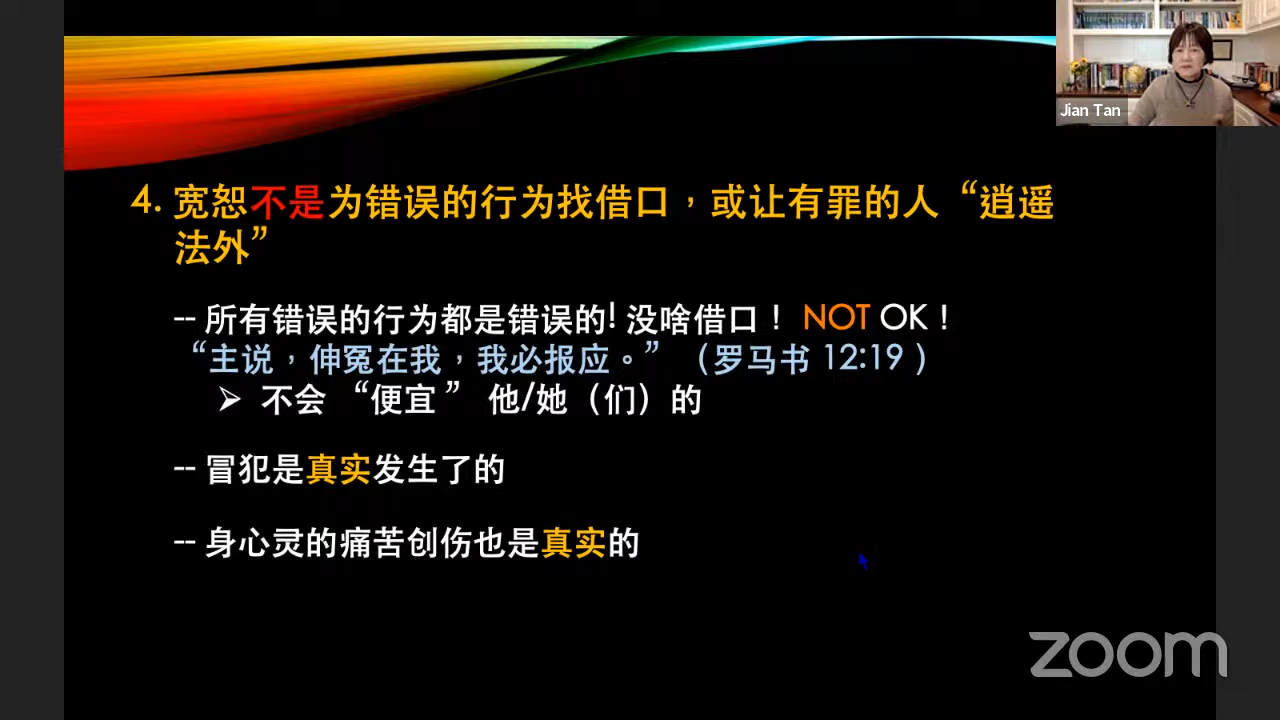 Jian Tan
4. 宽恕不是为错误的行为找借口，或让有罪的人“逍遥
法外”
-- 所有错误的行为都是错误的! 没啥借口！ NOT OK！
“主说，伸冤在我，我必报应。” （罗马书 12:19 ）
➢ 不会 “便宜 ” 他/她（们）的
-- 冒犯是真实发生了的
-- 身心灵的痛苦创伤也是真实的
zoom